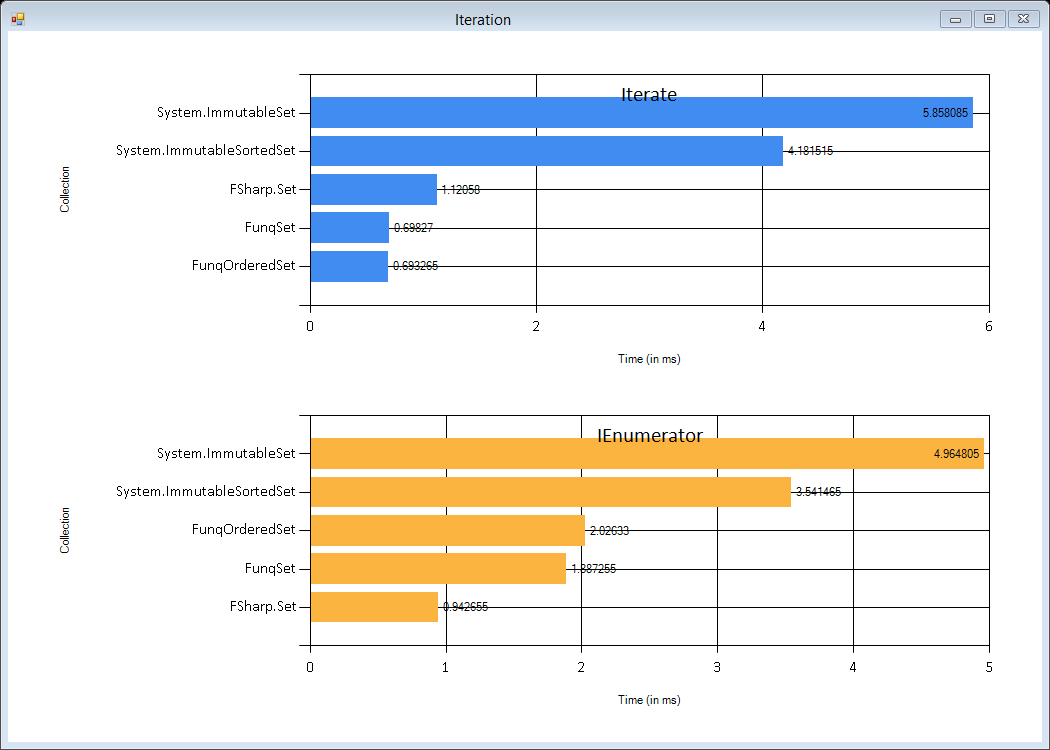 Iteration
Iterate
System.ImmutableSet 5.858085
System.ImmutableSortedSet 4.181515
FSharp.Set 1.12058
FunqSet 0.69827
FunqOrderedSet 0.693265
Collection
0 2 4 6
Time (in ms)
IEnumerator
System.ImmutableSet 4.964805
System.ImmutableSortedSet 3.541465
FunqOrderedSet 2.02633
FunqSet 1.887255
FSharp.Set 0.942655
Collection
0 1 2 3 4 5
Time (in ms)